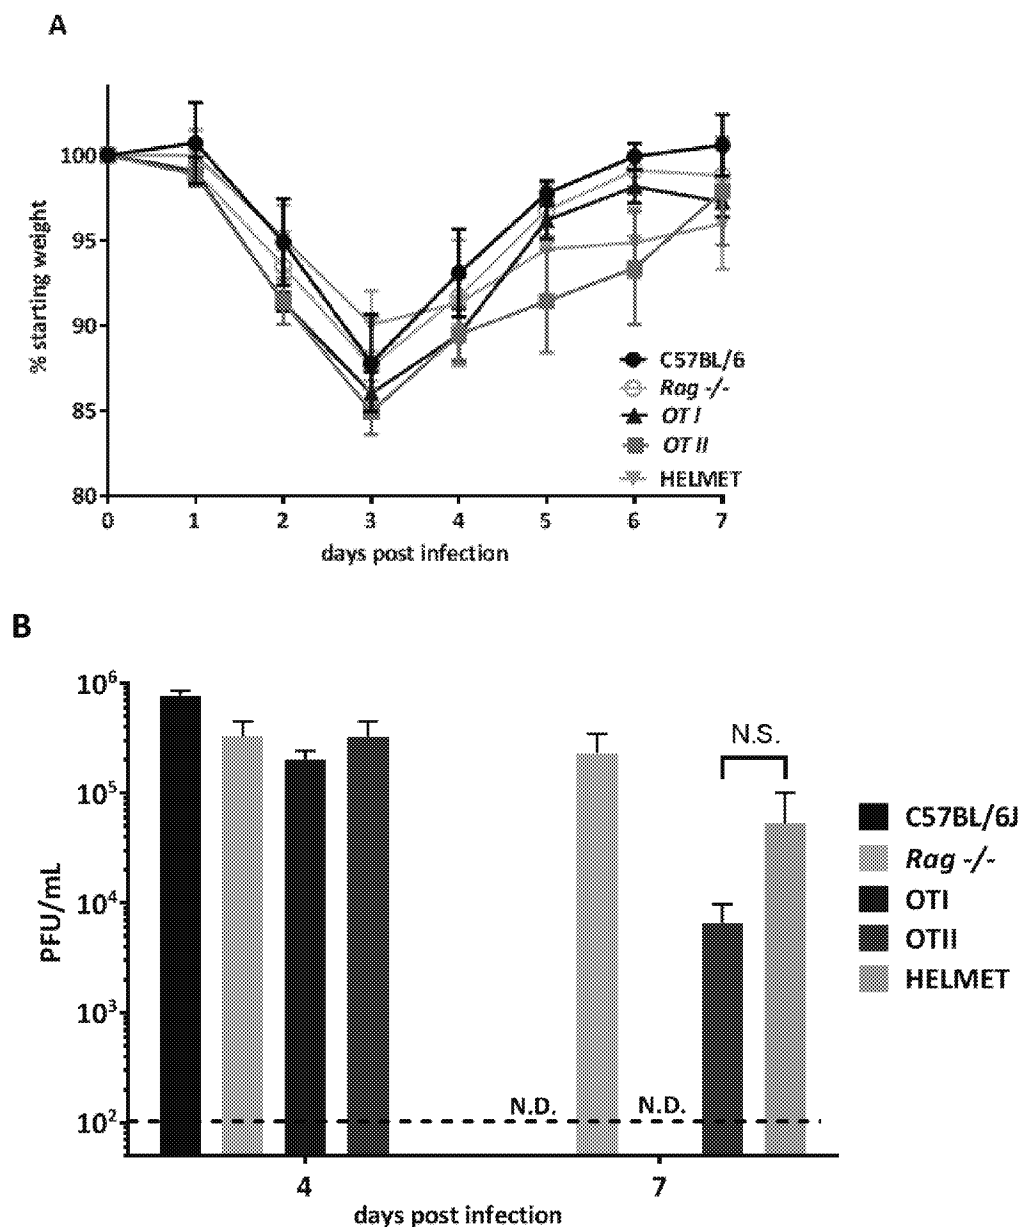 A
% starting weight
100
95
90
85
80
0 1 2 3 4 5 6 7
days post infection
C57BL/6
Rag -/-
OT I
OT II
HELMET
B
PFU/mL
10⁶
10⁵
10⁴
10³
10²
N.S.
N.D.
N.D.
4 7
days post infection
C57BL/6J
Rag -/-
OTI
OTII
HELMET